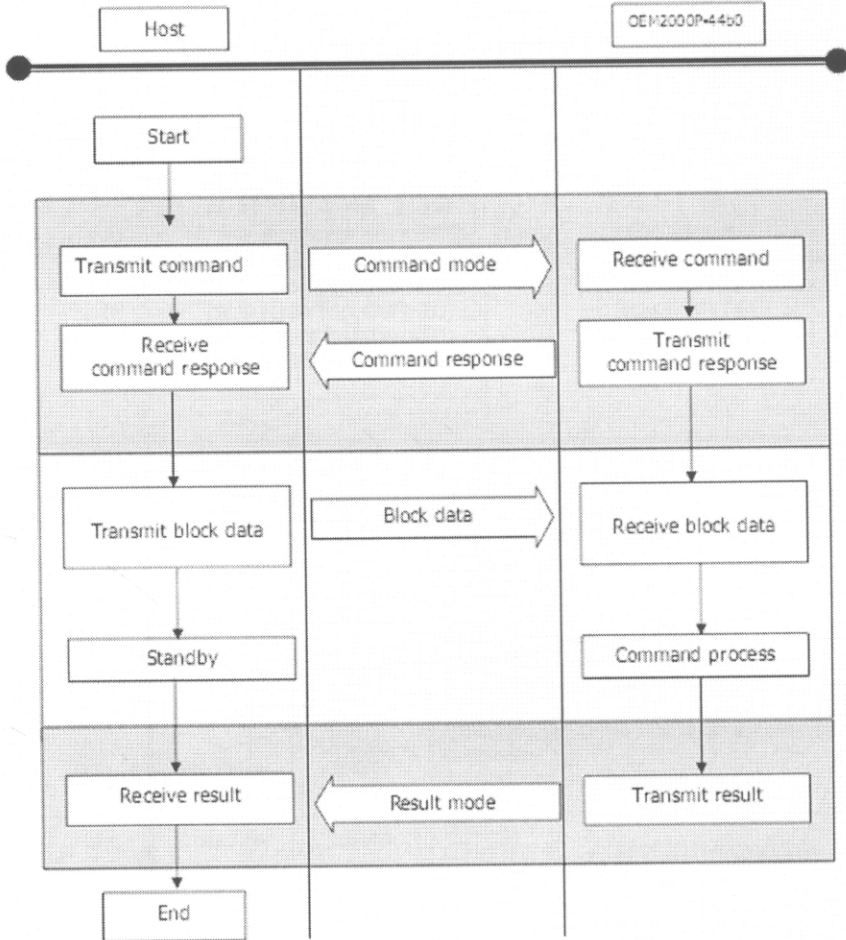 Host
OEM2000P-44b0
Start
Transmit command
Command mode
Receive command
Receive
command response
Command response
Transmit
command response
Transmit block data
Block data
Receive block data
Standby
Command process
Receive result
Result mode
Transmit result
End